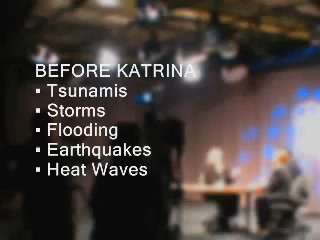 BEFORE KATRINA
▪ Tsunamis
▪ Storms
▪ Flooding
▪ Earthquakes
▪ Heat Waves